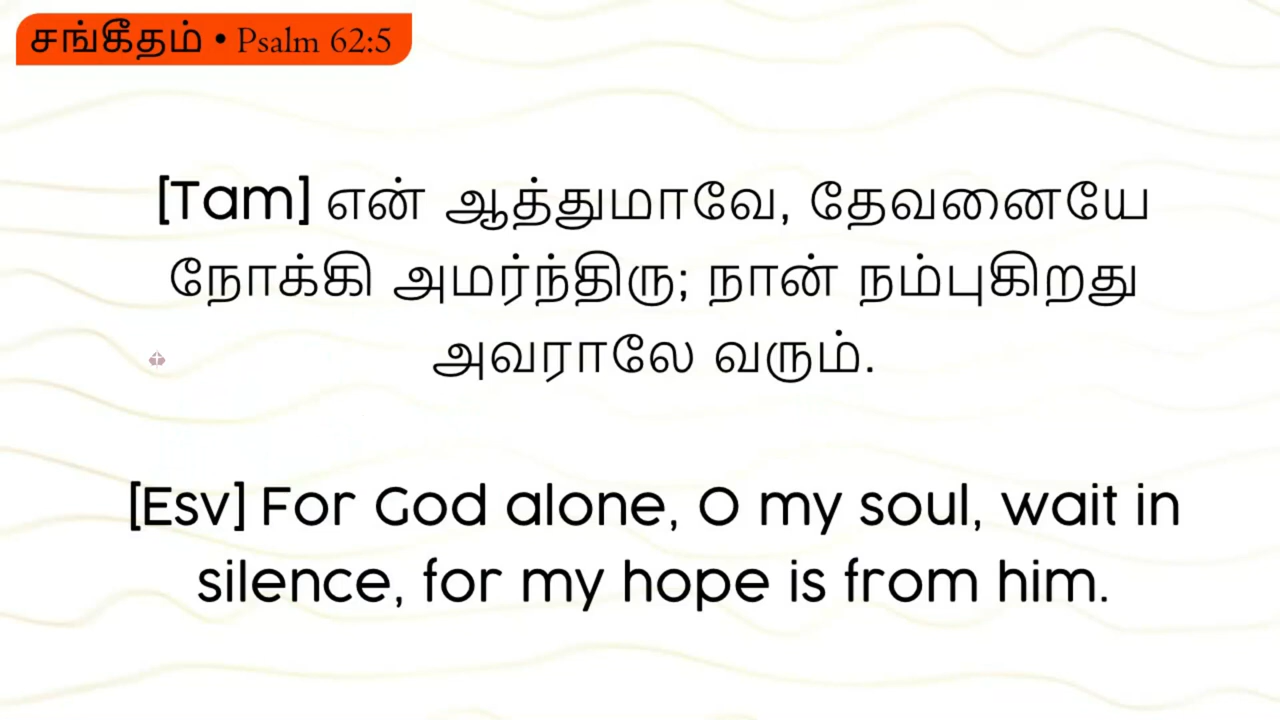 சங்கீதம் • Psalm 62:5
[Tam] என் ஆத்துமாவே, தேவனையே
நோக்கி அமர்ந்திரு; நான் நம்புகிறது
அவராலே வரும்.
[Esv] For God alone, O my soul, wait in
silence, for my hope is from him.